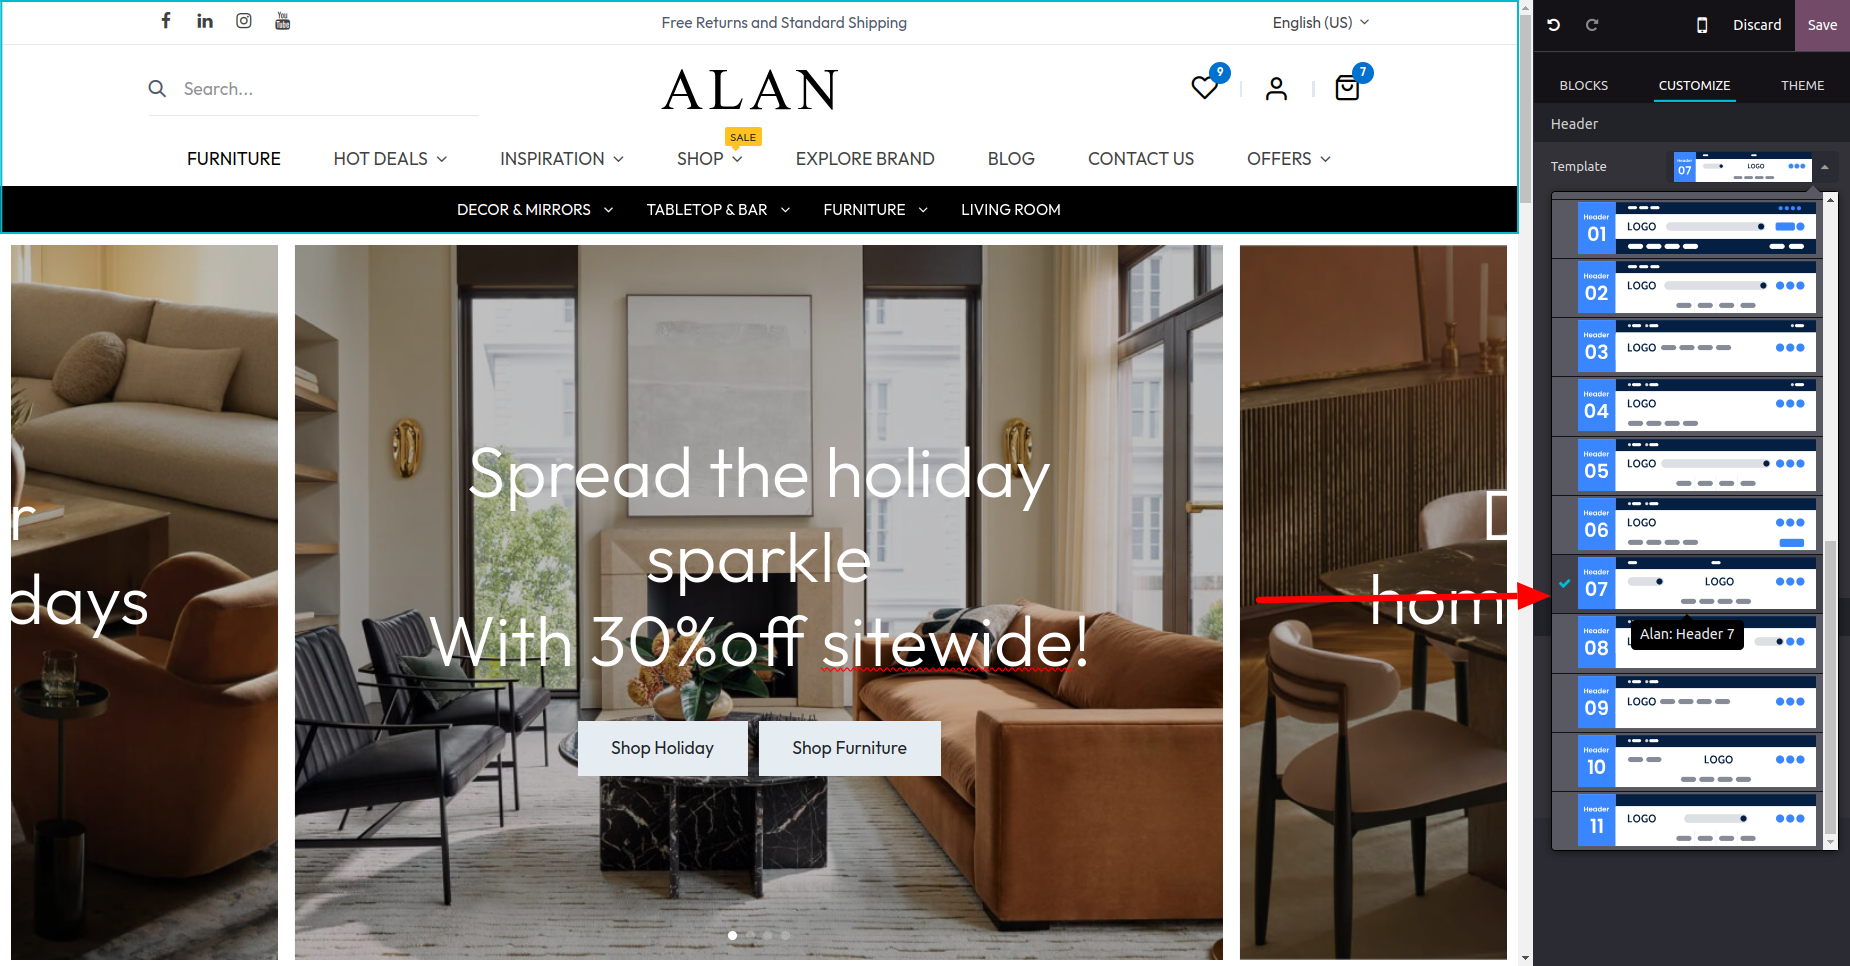 Free Returns and Standard Shipping
English (US)
Discard
Save
Search...
ALAN
9
7
BLOCKS
CUSTOMIZE
THEME
SALE
Header
FURNITURE
HOT DEALS
INSPIRATION
SHOP
EXPLORE BRAND
BLOG
CONTACT US
OFFERS
Template
Header
07
LOGO
DECOR & MIRRORS
TABLETOP & BAR
FURNITURE
LIVING ROOM
Header
01
LOGO
Header
02
LOGO
Header
03
LOGO
Header
04
LOGO
Header
05
LOGO
Header
06
LOGO
Header
07
LOGO
Alan: Header 7
Header
08
Header
09
LOGO
Header
10
LOGO
Header
11
LOGO
r
days
Spread the holiday
sparkle
With 30%off sitewide!
Shop Holiday
Shop Furniture
D
hom
You
Tube